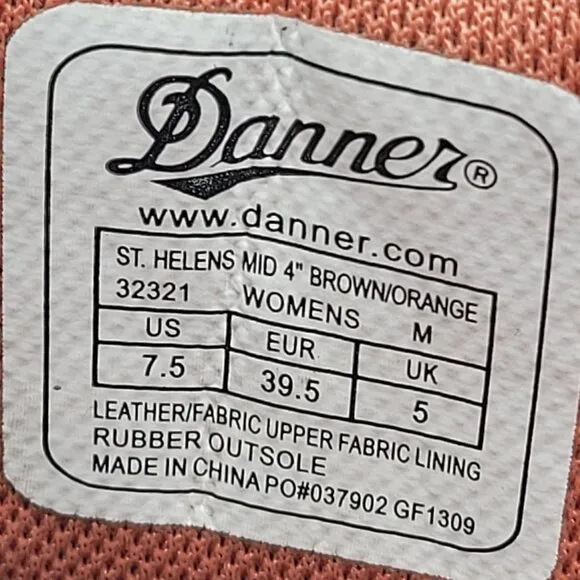 Danner®
www.danner.com
ST. HELENS MID 4" BROWN/ORANGE
32321 WOMENS M
US EUR UK
7.5 39.5 5
LEATHER/FABRIC UPPER FABRIC LINING
RUBBER OUTSOLE
MADE IN CHINA PO#037902 GF1309